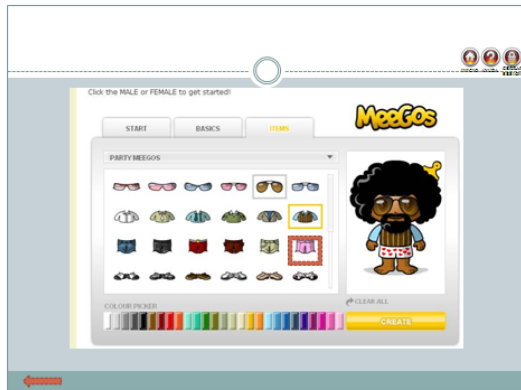 Click the MALE or FEMALE to get started!
MeeGos
START BASICS ITEMS
PARTY MEEGOS
COLOUR PICKER
CLEAR ALL
CREATE